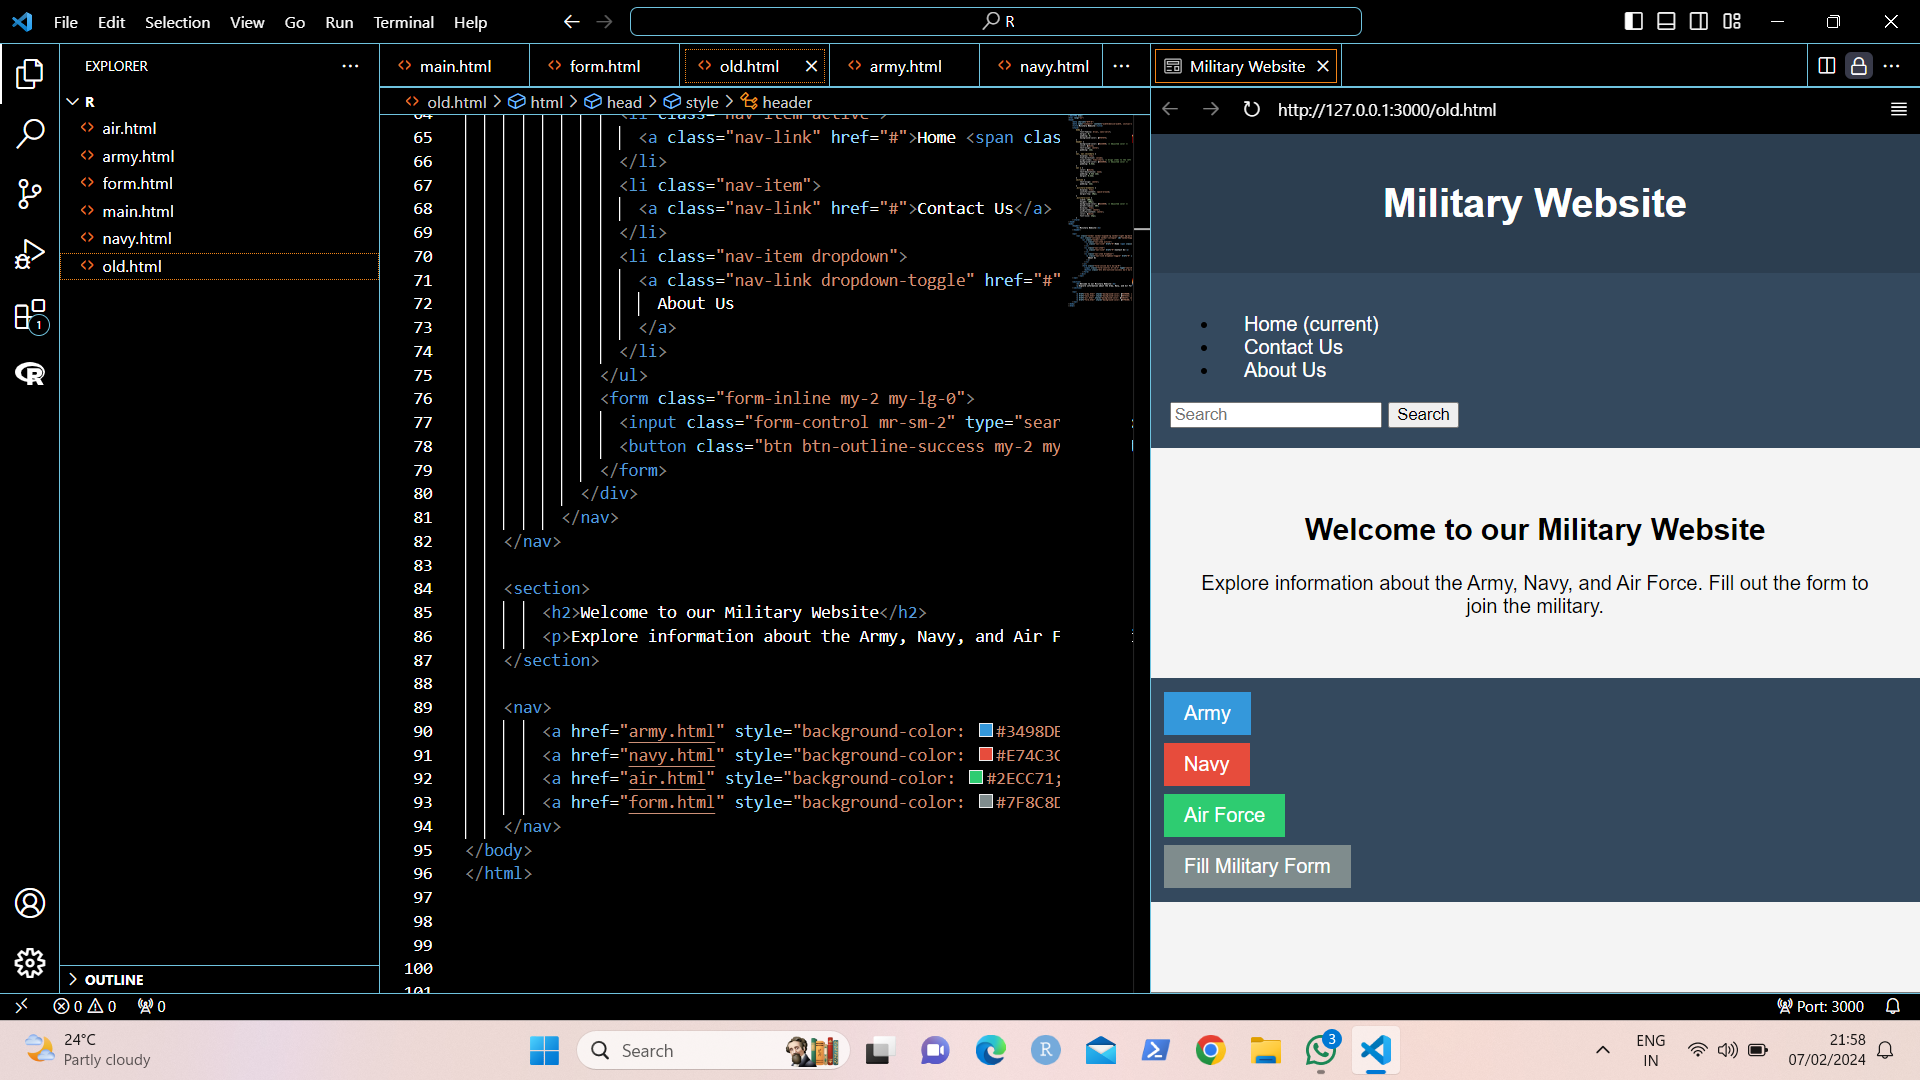 File Edit Selection View Go Run Terminal Help
R
EXPLORER
R
air.html
army.html
form.html
main.html
navy.html
old.html
OUTLINE
main.html form.html old.html army.html navy.html
old.html > html > head > style > header
65 <a class="nav-link" href="#">Home <span clas
66 </li>
67 <li class="nav-item">
68 <a class="nav-link" href="#">Contact Us</a>
69 </li>
70 <li class="nav-item dropdown">
71 <a class="nav-link dropdown-toggle" href="#"
72 About Us
73 </a>
74 </li>
75 </ul>
76 <form class="form-inline my-2 my-lg-0">
77 <input class="form-control mr-sm-2" type="sear
78 <button class="btn btn-outline-success my-2 my
79 </form>
80 </div>
81 </nav>
82 </nav>
83
84 <section>
85 <h2>Welcome to our Military Website</h2>
86 <p>Explore information about the Army, Navy, and Air F
87 </section>
88
89 <nav>
90 <a href="army.html" style="background-color: #3498DB
91 <a href="navy.html" style="background-color: #E74C3C
92 <a href="air.html" style="background-color: #2ECC71;
93 <a href="form.html" style="background-color: #7F8C8D
94 </nav>
95 </body>
96 </html>
97
98
99
100
101
Military Website
http://127.0.0.1:3000/old.html
Military Website
Home (current)
Contact Us
About Us
Search Search
Welcome to our Military Website
Explore information about the Army, Navy, and Air Force. Fill out the form to
join the military.
Army
Navy
Air Force
Fill Military Form
1
0 0 0
Port: 3000
24°C
Partly cloudy
Search
R
3
ENG
IN
21:58
07/02/2024